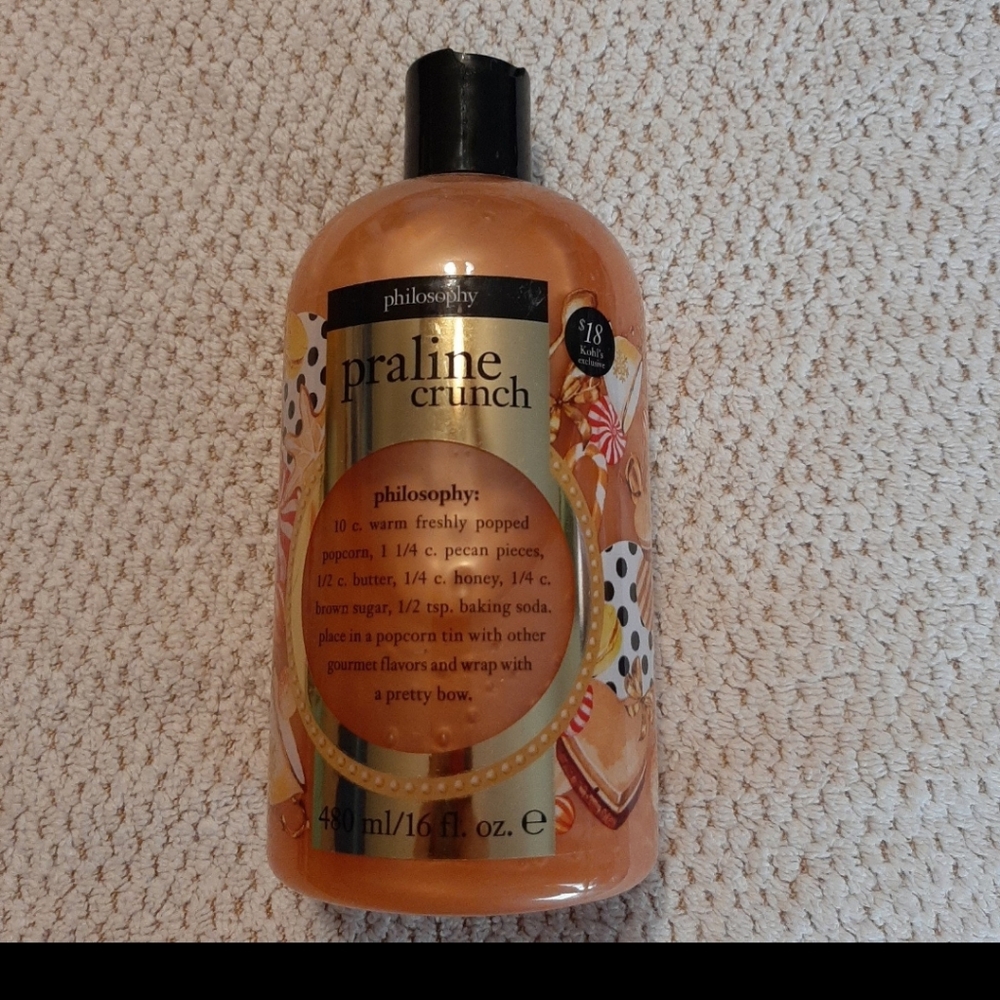 philosophy
praline
crunch
$18
Kohl's
exclusive
philosophy:
10 c. warm freshly popped
popcorn, 1 1/4 c. pecan pieces,
1/2 c. butter, 1/4 c. honey, 1/4 c.
brown sugar, 1/2 tsp. baking soda.
place in a popcorn tin with other
gourmet flavors and wrap with
a pretty bow.
480 ml/16 fl. oz. e